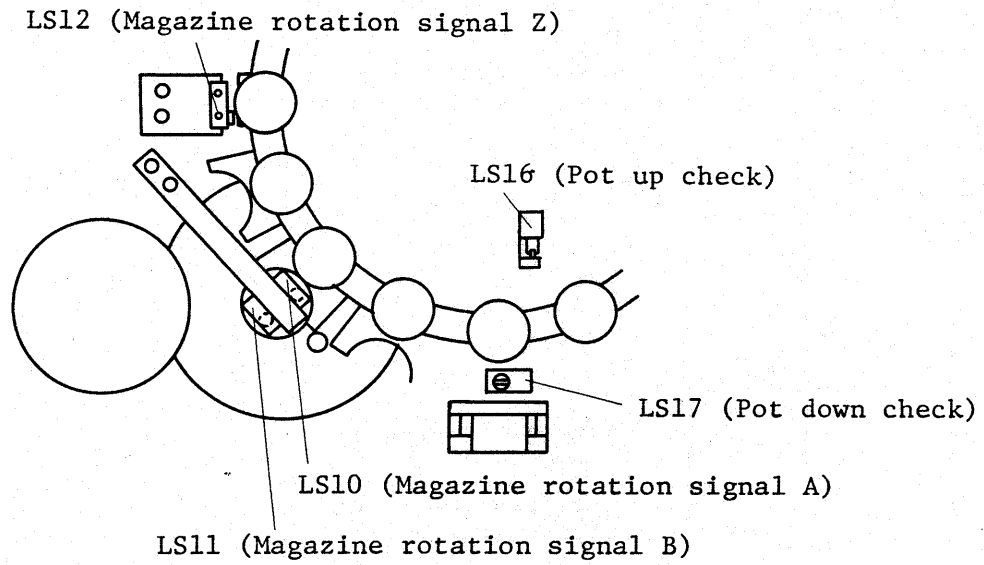 LS12 (Magazine rotation signal Z)
LS16 (Pot up check)
LS17 (Pot down check)
LS10 (Magazine rotation signal A)
LS11 (Magazine rotation signal B)